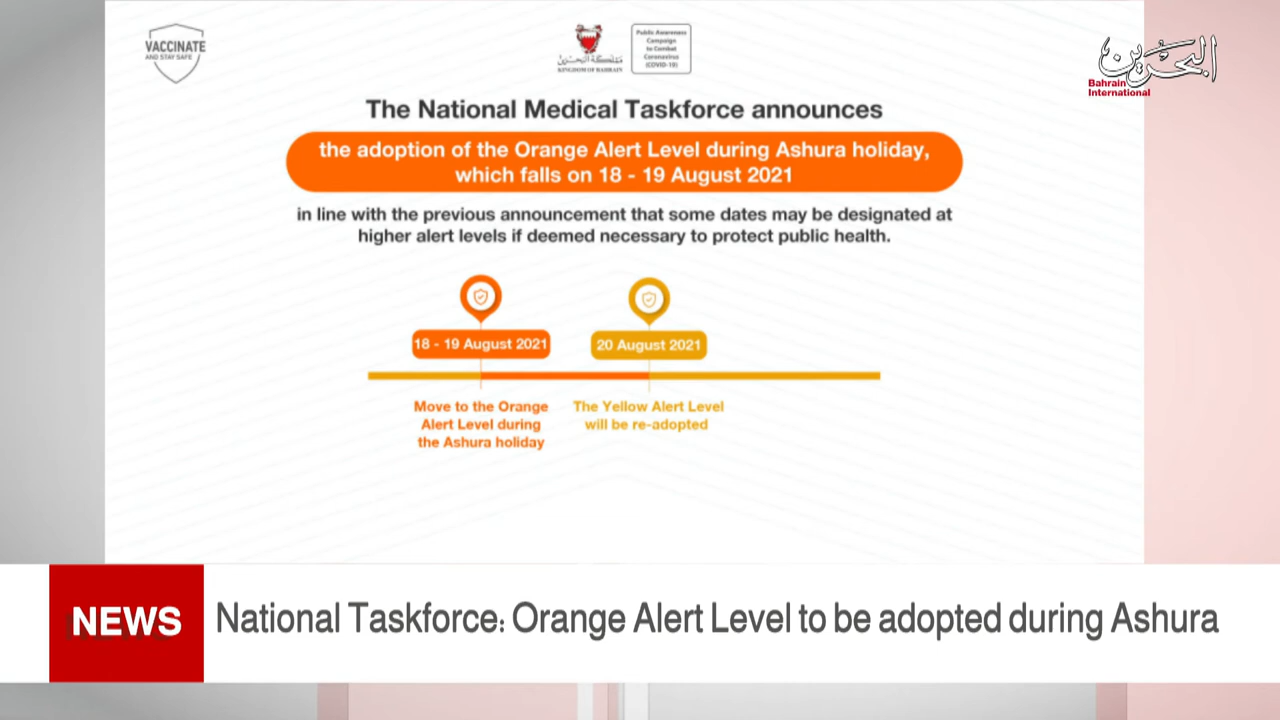 VACCINATE
AND STAY SAFE
مملكة البحرين
KINGDOM OF BAHRAIN
Public Awareness
Campaign
to Combat
Coronavirus
(COVID-19)
البحرين
Bahrain
International
The National Medical Taskforce announces
the adoption of the Orange Alert Level during Ashura holiday,
which falls on 18 - 19 August 2021
in line with the previous announcement that some dates may be designated at
higher alert levels if deemed necessary to protect public health.
18 - 19 August 2021
20 August 2021
Move to the Orange
Alert Level during
the Ashura holiday
The Yellow Alert Level
will be re-adopted
NEWS
National Taskforce: Orange Alert Level to be adopted during Ashura